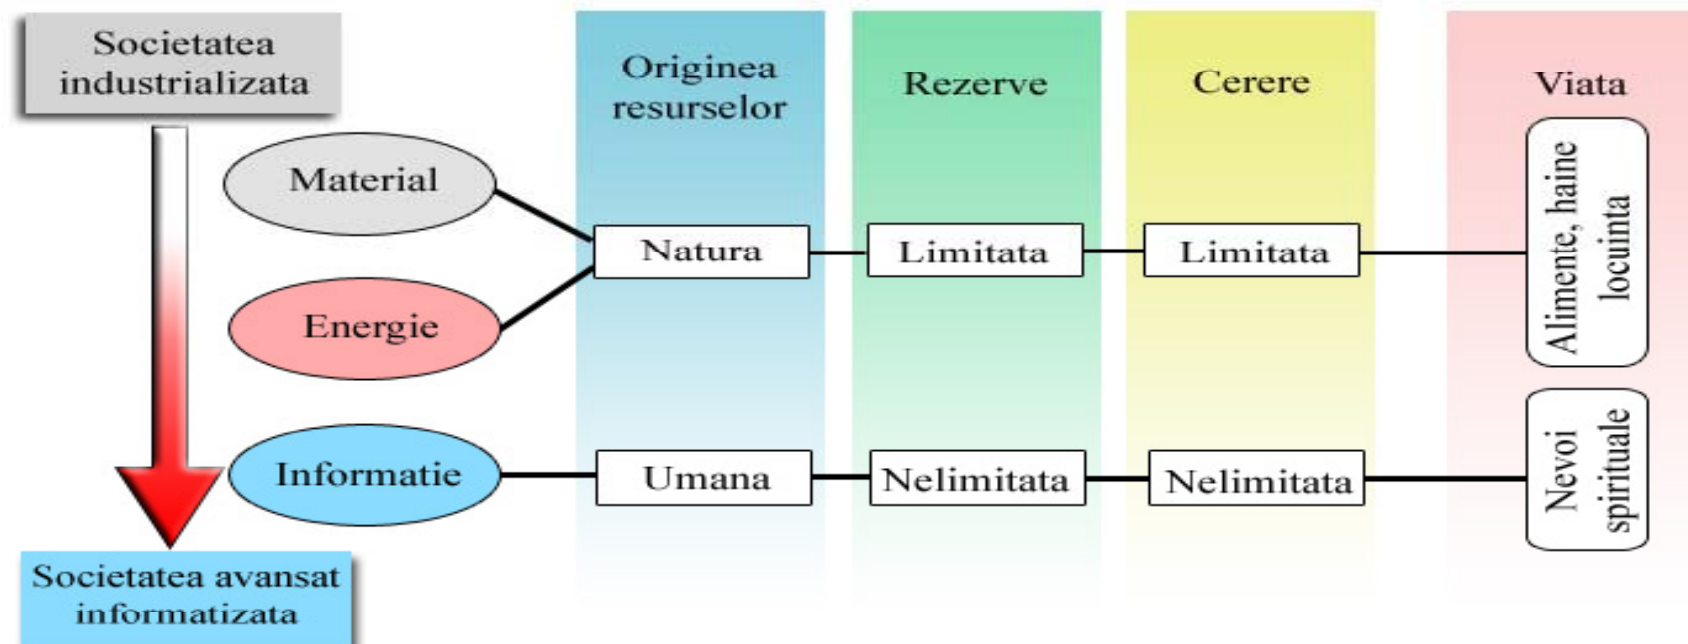 Societatea
industrializata
Originea
resurselor
Rezerve
Cerere
Viata
Material
Energie
Informatie
Natura
Limitata
Limitata
Alimente, haine
locuinta
Umana
Nelimitata
Nelimitata
Nevoi
spirituale
Societatea avansat
informatizata